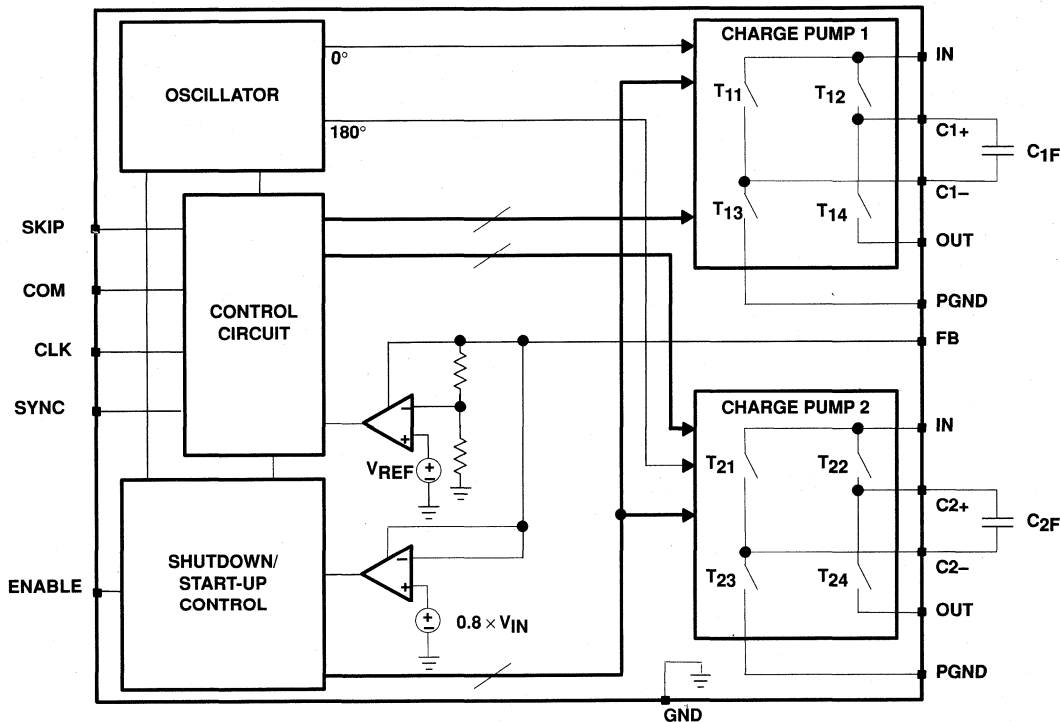 OSCILLATOR
0°
180°
CHARGE PUMP 1
T11
T12
T13
T14
IN
C1+
C1F
C1–
OUT
PGND
FB
SKIP
COM
CLK
SYNC
CONTROL
CIRCUIT
–
+
VREF
+
–
CHARGE PUMP 2
T21
T22
T23
T24
IN
C2+
C2F
C2–
OUT
PGND
ENABLE
SHUTDOWN/
START-UP
CONTROL
–
+
+
–
0.8 × VIN
GND